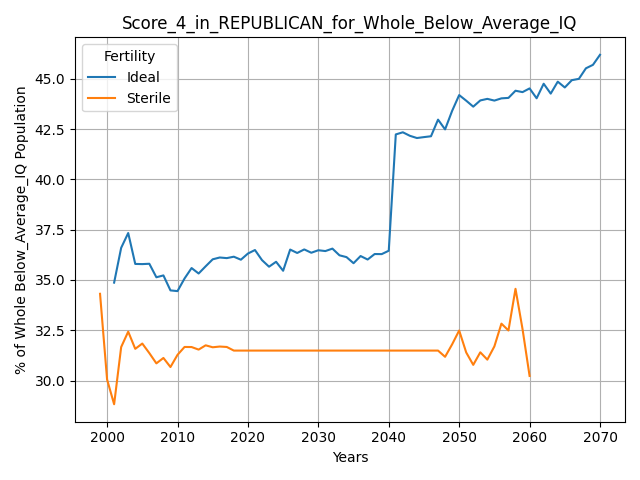 Score_4_in_REPUBLICAN_for_Whole_Below_Average_IQ
Fertility
Ideal
Sterile
% of Whole Below_Average_IQ Population
45.0
42.5
40.0
37.5
35.0
32.5
30.0
2000 2010 2020 2030 2040 2050 2060 2070
Years